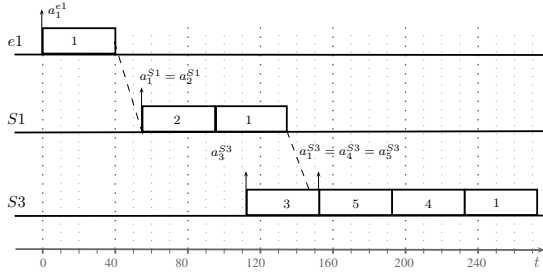 a_1^{e1}
e1 1
a_1^{S1} = a_2^{S1}
S1 2 1
a_3^{S3} a_1^{S3} = a_4^{S3} = a_5^{S3}
S3 3 5 4 1
0 40 80 120 160 200 240 t